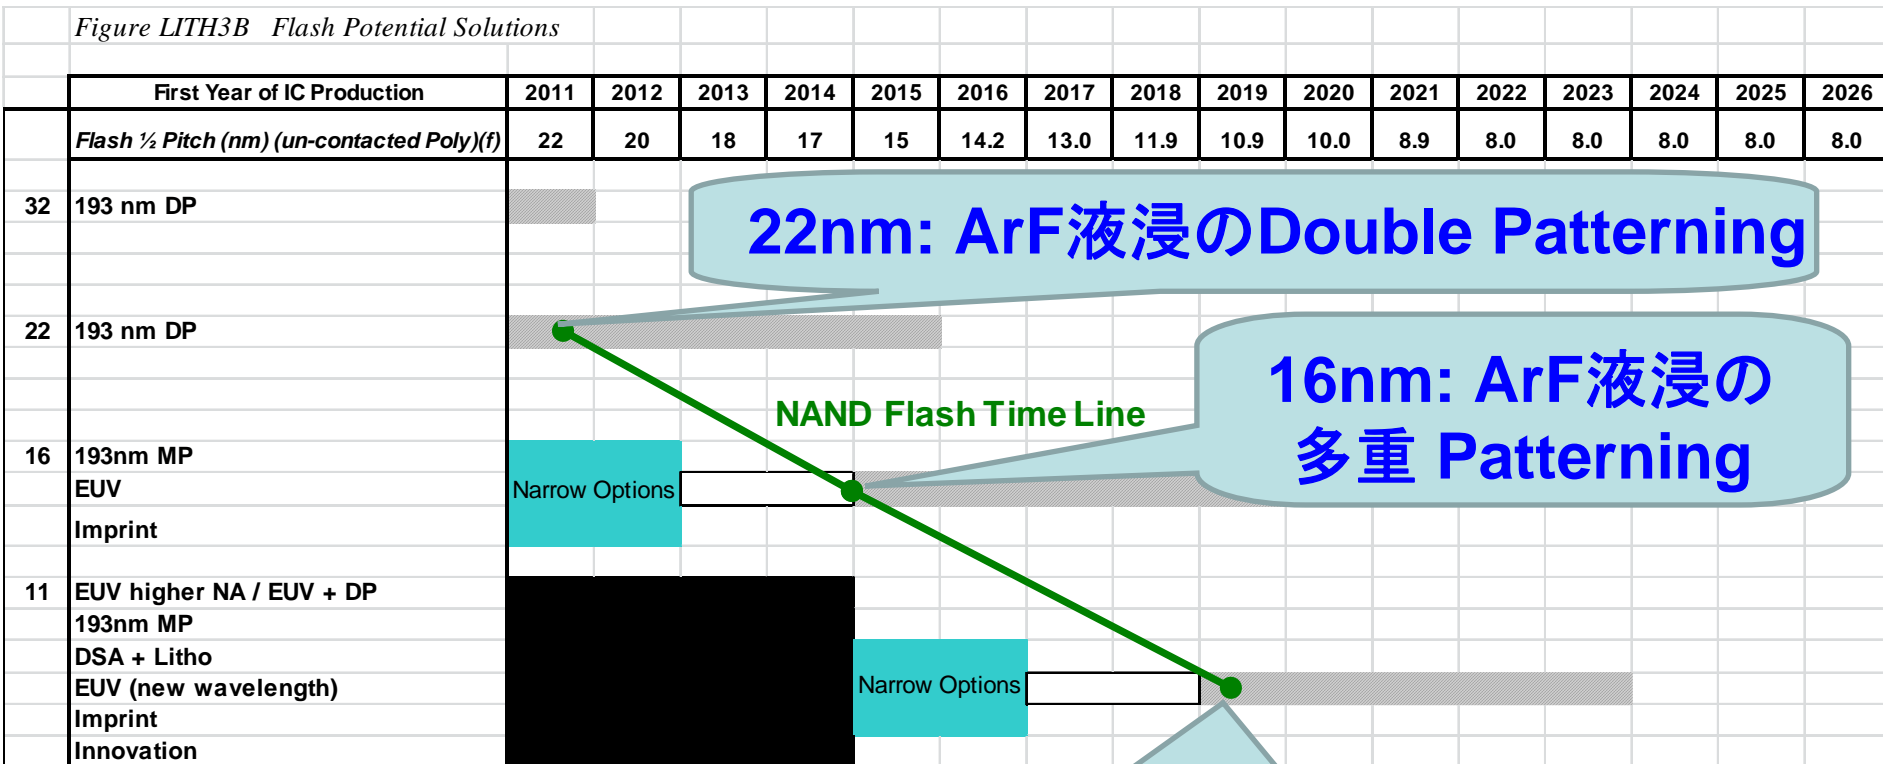 Figure LITH3B Flash Potential Solutions
First Year of IC Production 2011 2012 2013 2014 2015 2016 2017 2018 2019 2020 2021 2022 2023 2024 2025 2026
Flash ½ Pitch (nm) (un-contacted Poly)(f) 22 20 18 17 15 14.2 13.0 11.9 10.9 10.0 8.9 8.0 8.0 8.0 8.0 8.0
32 193 nm DP
22nm: ArF液浸のDouble Patterning
22 193 nm DP
16nm: ArF液浸の
多重 Patterning
NAND Flash Time Line
16 193nm MP
EUV
Narrow Options
Imprint
11 EUV higher NA / EUV + DP
193nm MP
DSA + Litho
EUV (new wavelength)
Narrow Options
Imprint
Innovation